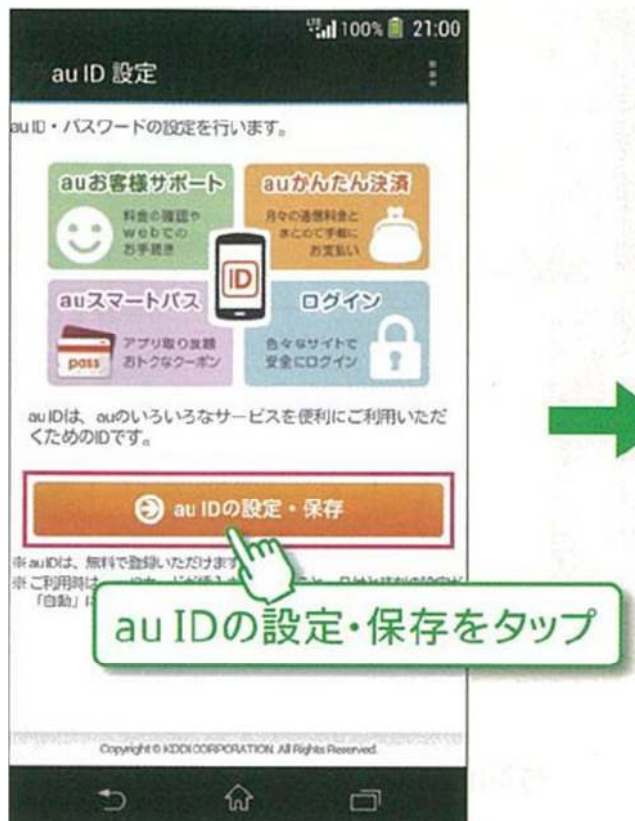 LTE 100% 21:00
au ID 設定
au ID・パスワードの設定を行います。
auお客様サポート
料金の確認や
webでの
お手続き
auかんたん決済
月々の通信料金と
まとめて手軽に
お支払い
ID
auスマートパス
pass
アプリ取り放題
おトクなクーポン
ログイン
色々なサイトで
安全にログイン
au IDは、auのいろいろなサービスを便利にご利用いただ
くためのIDです。
au IDの設定・保存
※au IDは、無料で登録いただけます
※ご利用時は
「自動」に
au IDの設定・保存をタップ
Copyright © KDDI CORPORATION. All Rights Reserved.